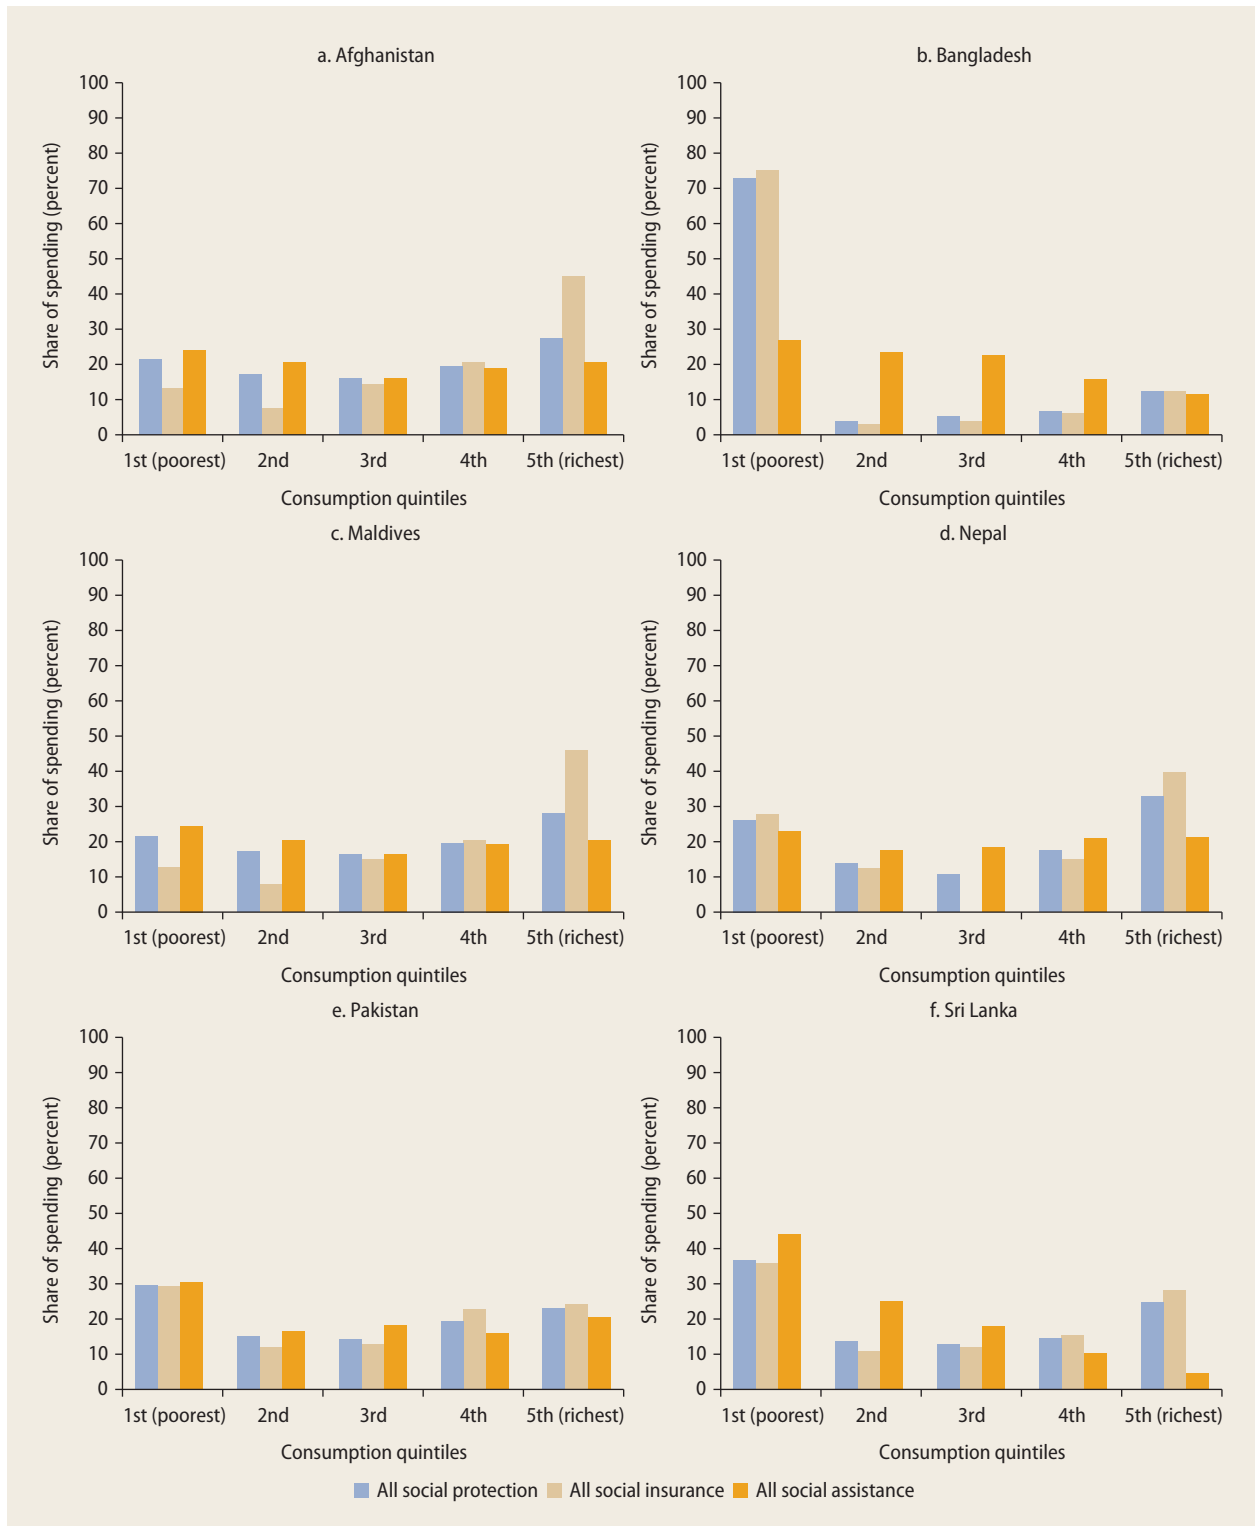 a. Afghanistan
100
90
80
70
60
50
40
30
20
10
0
Share of spending (percent)
1st (poorest) 2nd 3rd 4th 5th (richest)
Consumption quintiles
b. Bangladesh
100
90
80
70
60
50
40
30
20
10
0
Share of spending (percent)
1st (poorest) 2nd 3rd 4th 5th (richest)
Consumption quintiles
c. Maldives
100
90
80
70
60
50
40
30
20
10
0
Share of spending (percent)
1st (poorest) 2nd 3rd 4th 5th (richest)
Consumption quintiles
d. Nepal
100
90
80
70
60
50
40
30
20
10
0
Share of spending (percent)
1st (poorest) 2nd 3rd 4th 5th (richest)
Consumption quintiles
e. Pakistan
100
90
80
70
60
50
40
30
20
10
0
Share of spending (percent)
1st (poorest) 2nd 3rd 4th 5th (richest)
Consumption quintiles
f. Sri Lanka
100
90
80
70
60
50
40
30
20
10
0
Share of spending (percent)
1st (poorest) 2nd 3rd 4th 5th (richest)
Consumption quintiles
All social protection All social insurance All social assistance